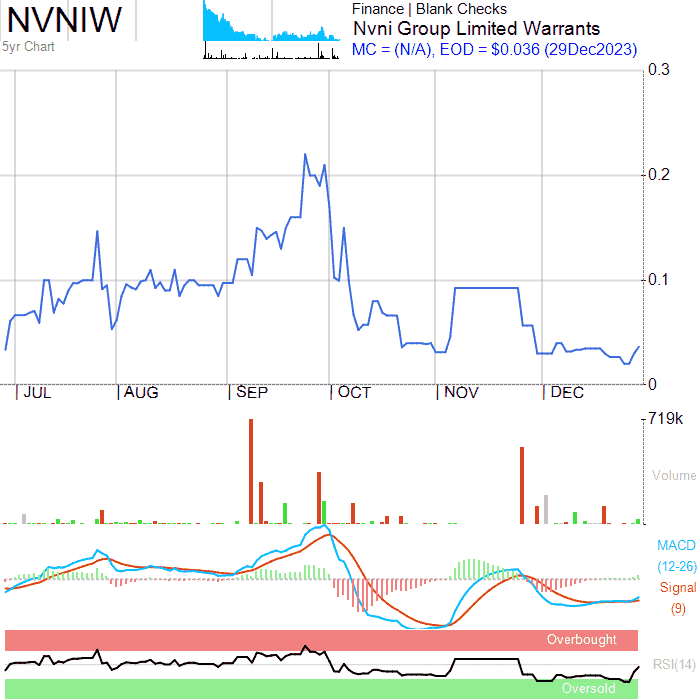 NVNIW
5yr Chart
Finance | Blank Checks
Nvni Group Limited Warrants
MC = (N/A), EOD = $0.036 (29Dec2023)
0.3
0.2
0.1
0
JUL AUG SEP OCT NOV DEC
719k
Volume
MACD
(12-26)
Signal
(9)
Overbought
RSI(14)
Oversold